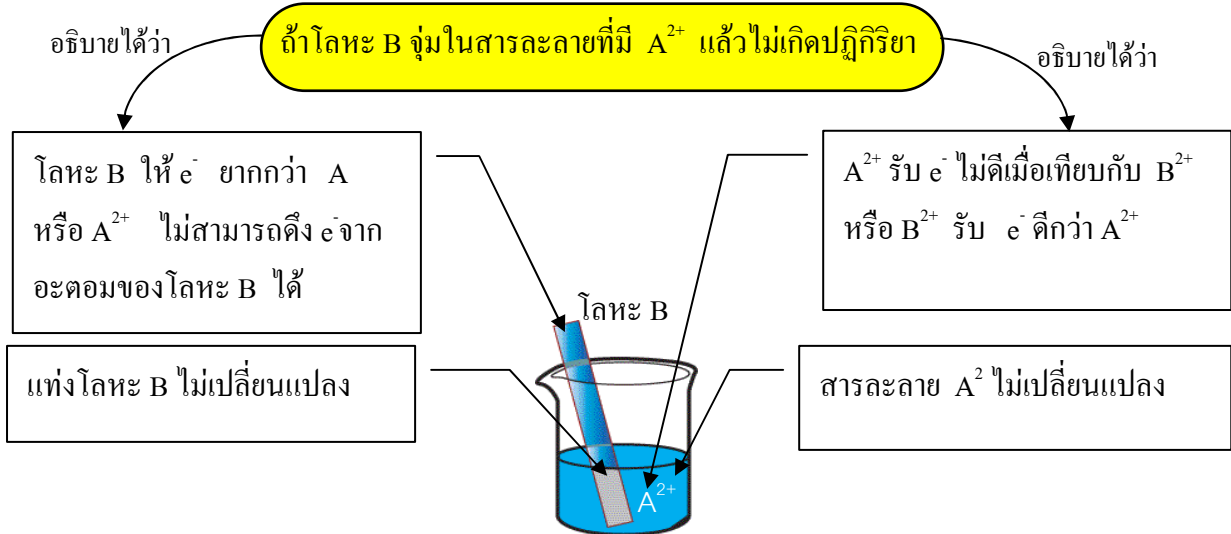 อธิบายได้ว่า
ถ้าโลหะ B จุ่มในสารละลายที่มี A²⁺ แล้วไม่เกิดปฏิกิริยา
อธิบายได้ว่า
โลหะ B ให้ e⁻ ยากกว่า A
หรือ A²⁺ ไม่สามารถดึง e⁻จาก
อะตอมของโลหะ B ได้
A²⁺ รับ e⁻ ไม่ดีเมื่อเทียบกับ B²⁺
หรือ B²⁺ รับ e⁻ ดีกว่า A²⁺
โลหะ B
แท่งโลหะ B ไม่เปลี่ยนแปลง
สารละลาย A² ไม่เปลี่ยนแปลง
A²⁺